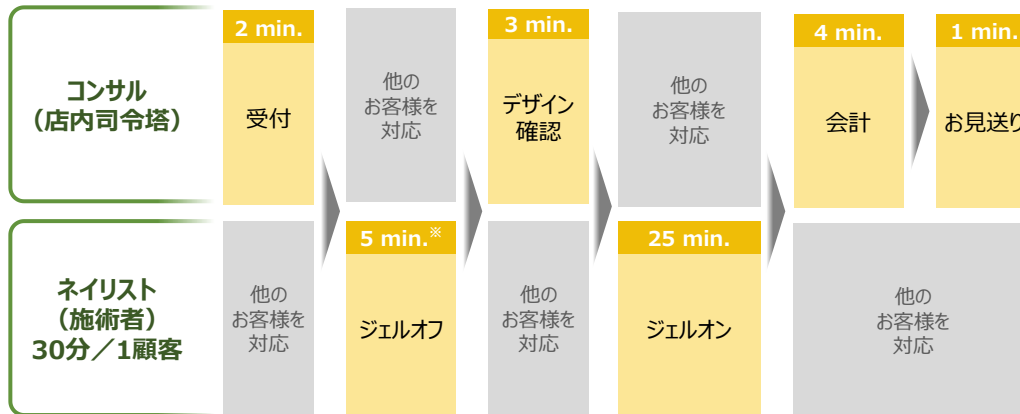 コンサル
（店内司令塔）
2 min.
受付
他の
お客様を
対応
3 min.
デザイン
確認
他の
お客様を
対応
4 min.
会計
1 min.
お見送り
ネイリスト
（施術者）
30分／1顧客
他の
お客様を
対応
5 min.※
ジェルオフ
他の
お客様を
対応
25 min.
ジェルオン
他の
お客様を
対応